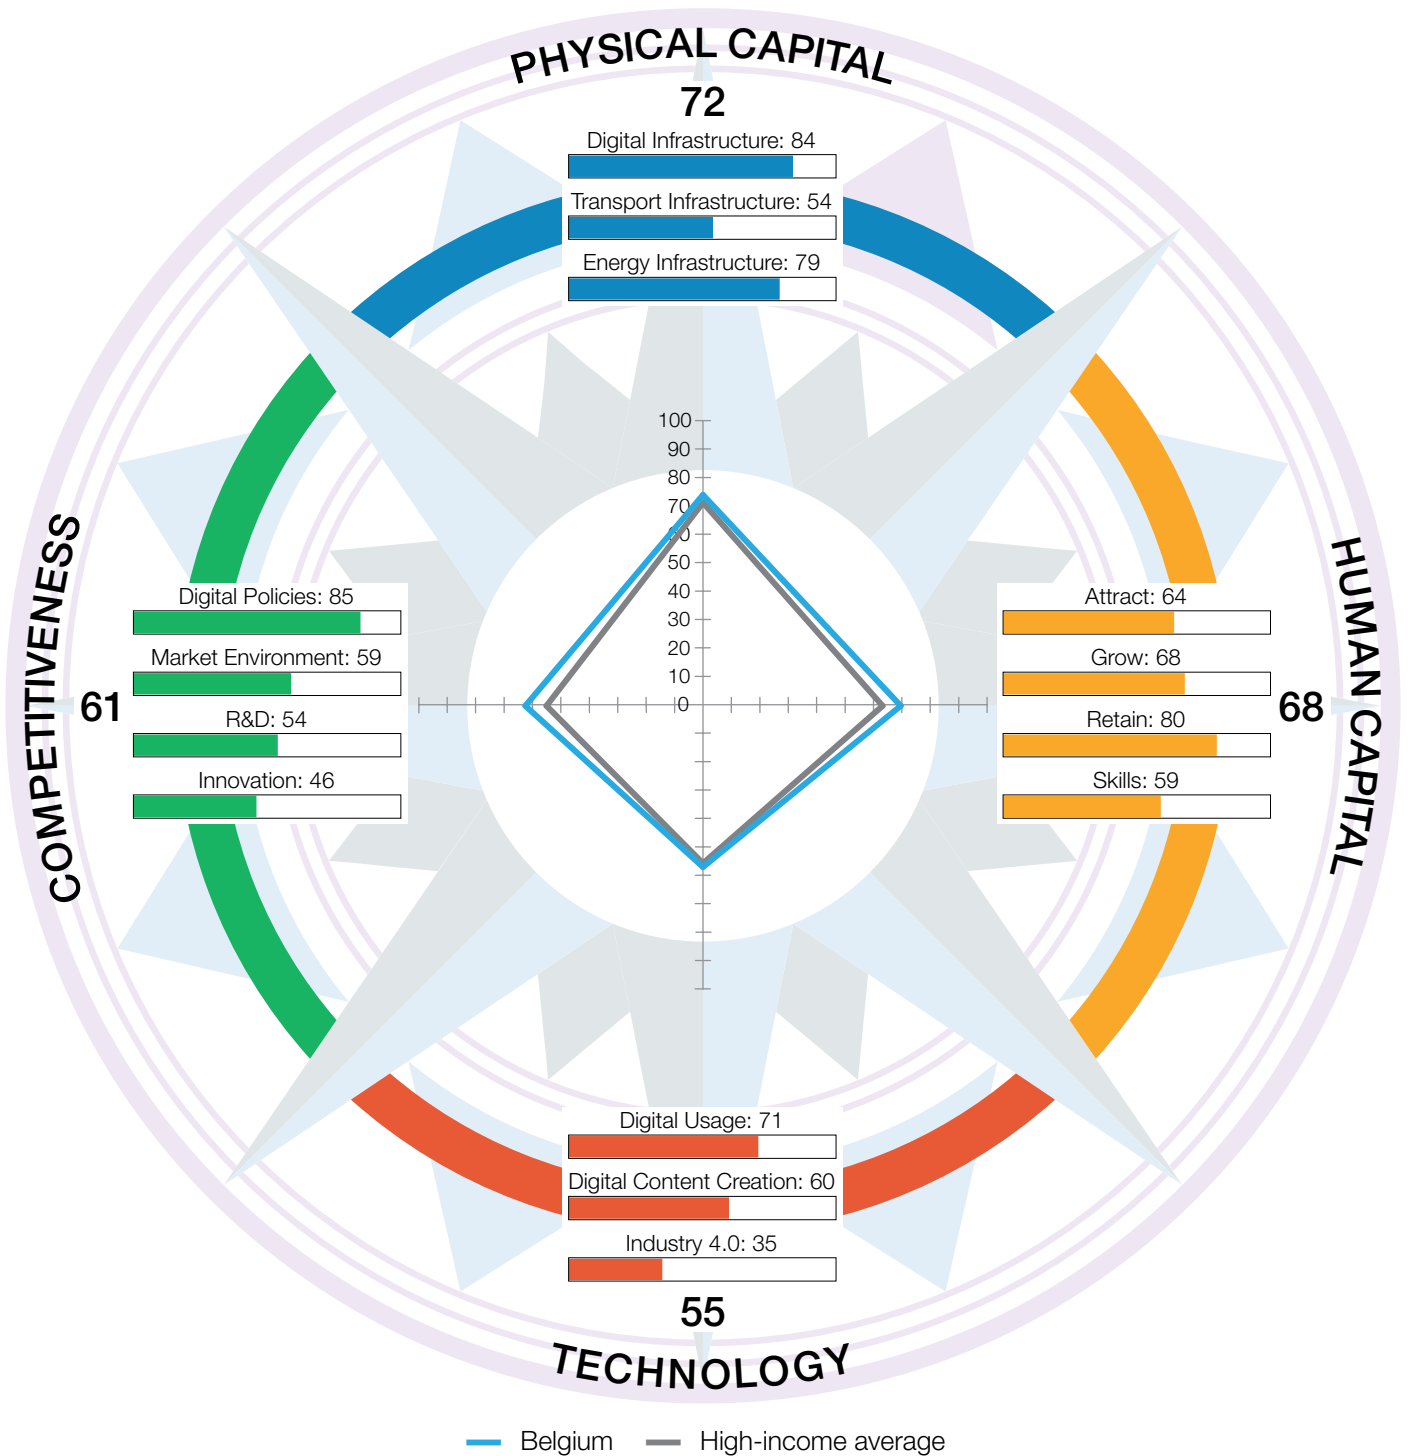 PHYSICAL CAPITAL
72
Digital Infrastructure: 84
Transport Infrastructure: 54
Energy Infrastructure: 79
100
90
80
70
60
50
40
30
20
10
0
COMPETITIVENESS
61
Digital Policies: 85
Market Environment: 59
R&D: 54
Innovation: 46
HUMAN CAPITAL
68
Attract: 64
Grow: 68
Retain: 80
Skills: 59
Digital Usage: 71
Digital Content Creation: 60
Industry 4.0: 35
55
TECHNOLOGY
Belgium
High-income average